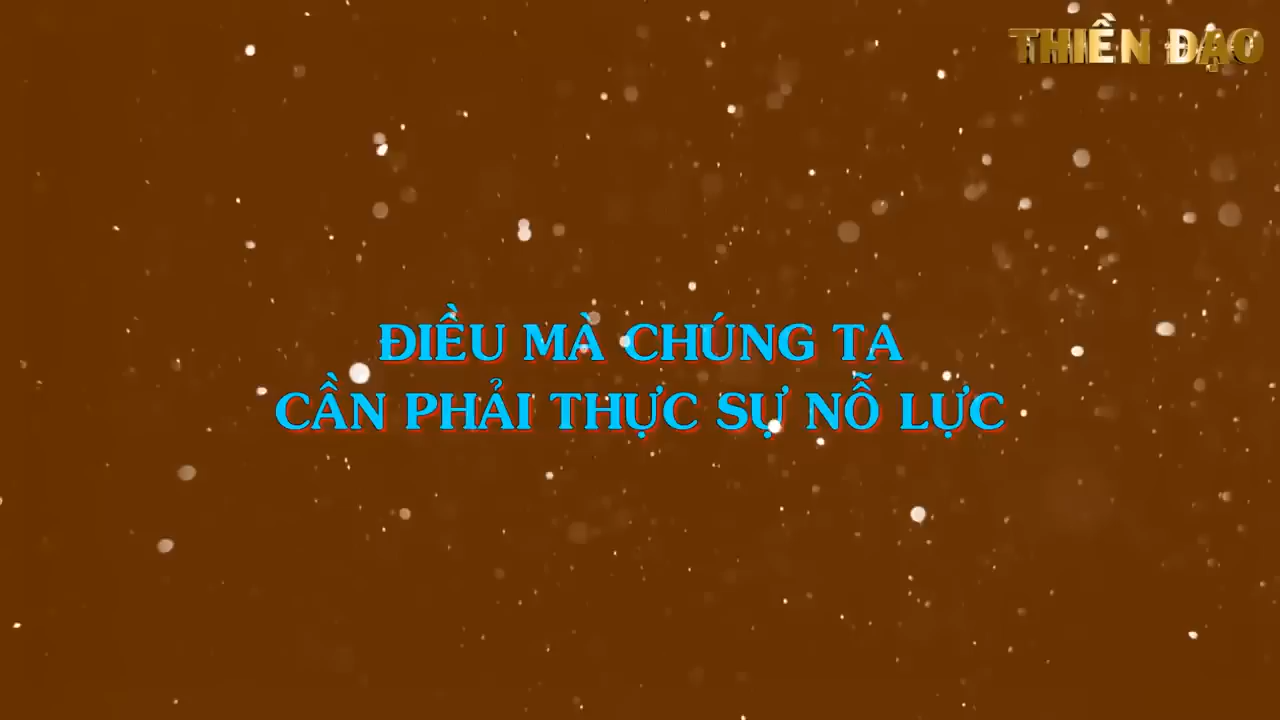 THIỀN ĐẠO
ĐIỀU MÀ CHÚNG TA
CẦN PHẢI THỰC SỰ NỖ LỰC